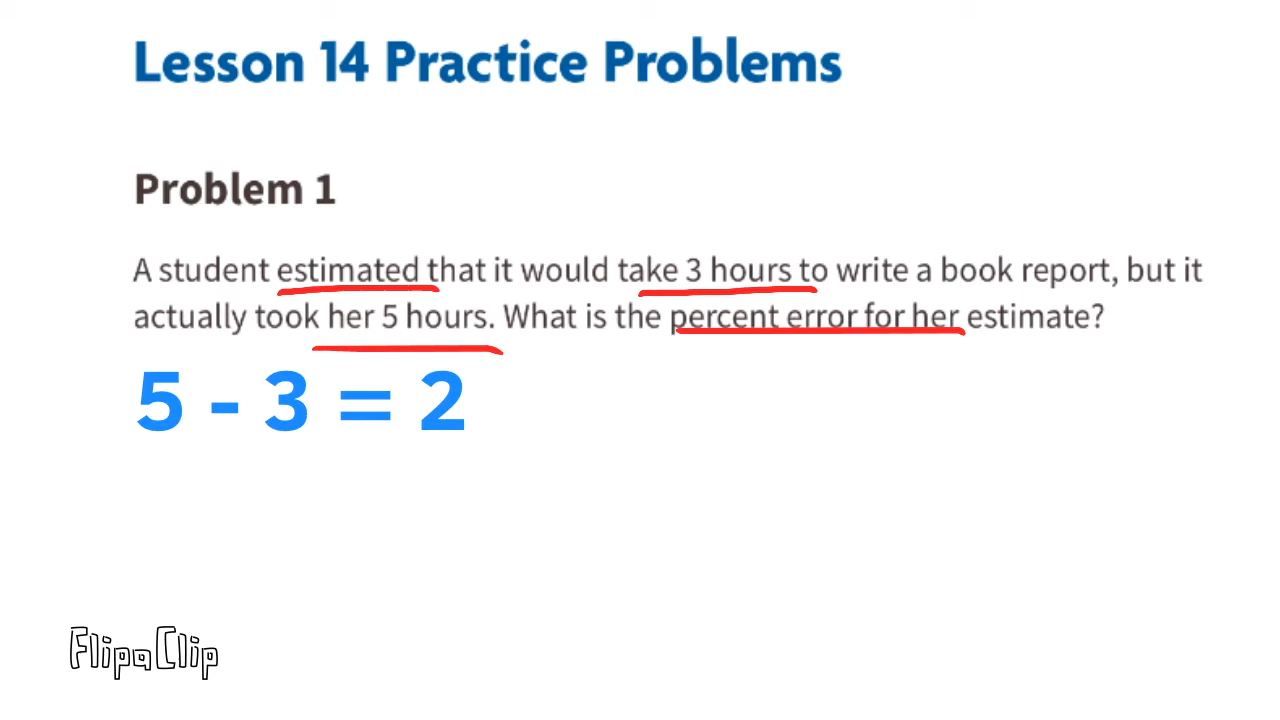 Lesson 14 Practice Problems
Problem 1
A student estimated that it would take 3 hours to write a book report, but it
actually took her 5 hours. What is the percent error for her estimate?
5 - 3 = 2
FlipaClip